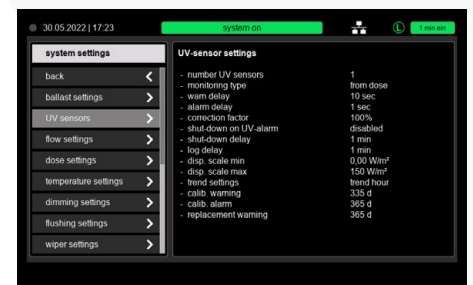 30.05.2022 | 17:23 system on L 1 min ein
system settings
back
ballast settings
UV sensors
flow settings
dose settings
temperature settings
dimming settings
flushing settings
wiper settings
UV-sensor settings
- number UV sensors 1
- monitoring type from dose
- warn delay 10 sec
- alarm delay 1 sec
- correction factor 100%
- shut-down on UV-alarm disabled
- shut-down delay 1 min
- log delay 1 min
- disp. scale min 0,00 W/m²
- disp. scale max 150 W/m²
- trend settings trend hour
- calib. warning 335 d
- calib. alarm 365 d
- replacement warning 365 d